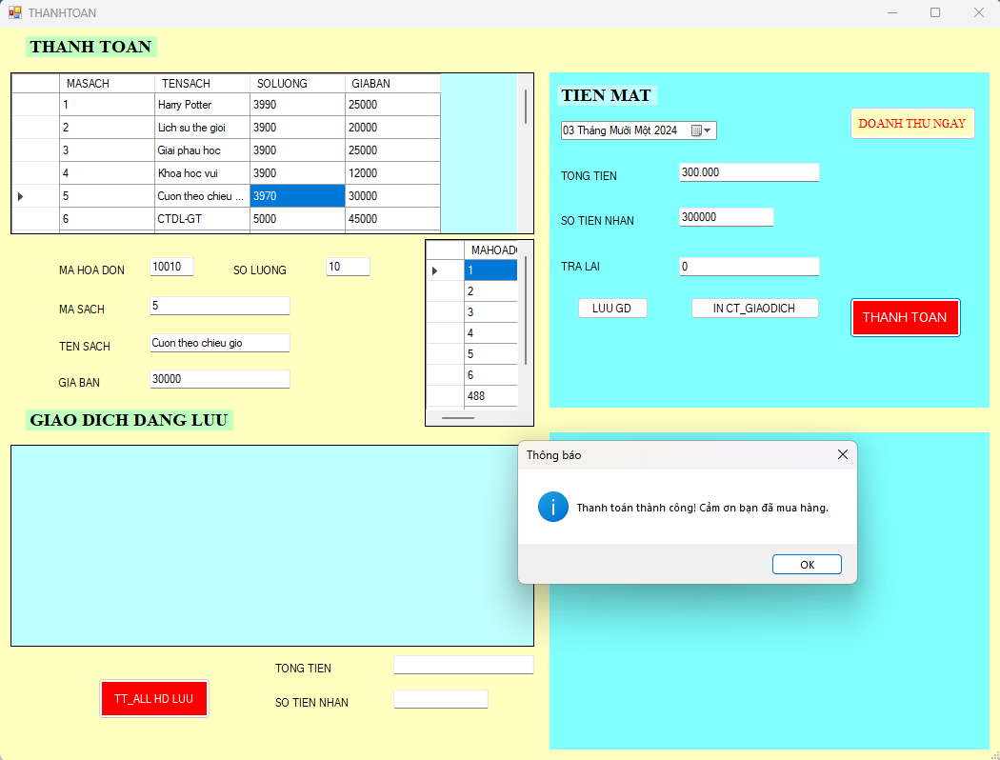 THANHTOAN
THANH TOAN
MASACH TENSACH SOLUONG GIABAN
1 Harry Potter 3990 25000
2 Lich su the gioi 3900 20000
3 Giai phau hoc 3900 25000
4 Khoa hoc vui 3900 12000
5 Cuon theo chieu ... 3970 30000
6 CTDL-GT 5000 45000
MA HOA DON 10010 SO LUONG 10
MA SACH 5
TEN SACH Cuon theo chieu gio
GIA BAN 30000
MAHOADO
1
2
3
4
5
6
488
TIEN MAT
03 Tháng Mười Một 2024
DOANH THU NGAY
TONG TIEN 300.000
SO TIEN NHAN 300000
TRA LAI 0
LUU GD IN CT_GIAODICH THANH TOAN
GIAO DICH DANG LUU
Thông báo
Thanh toán thành công! Cảm ơn bạn đã mua hàng.
OK
TT_ALL HD LUU
TONG TIEN
SO TIEN NHAN